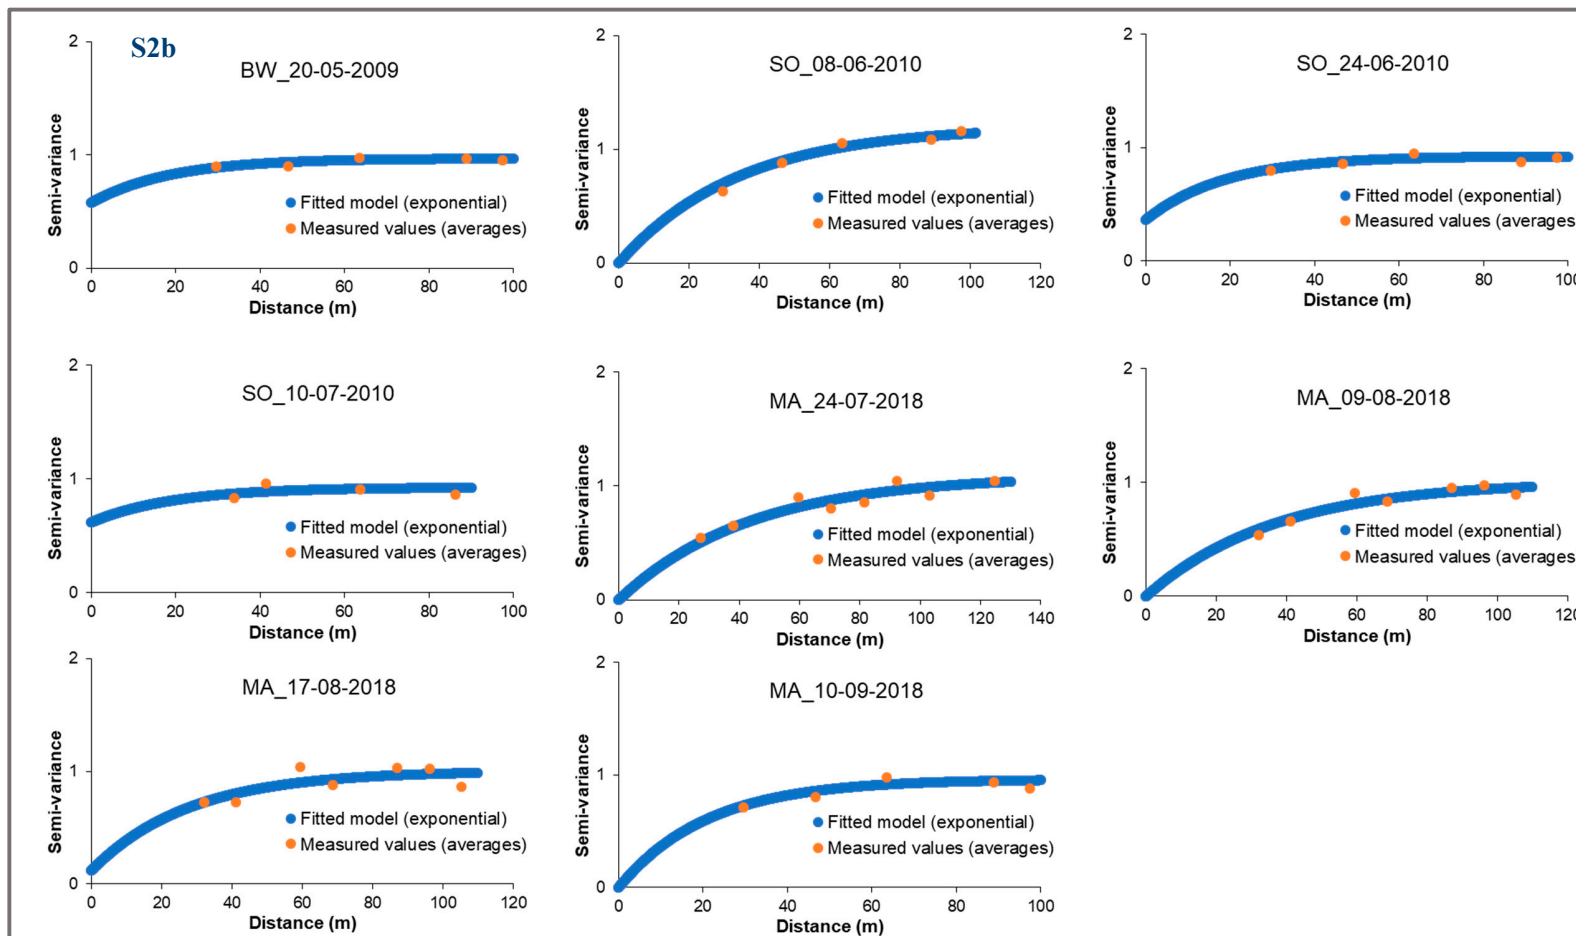 S2b
BW_20-05-2009
Semi-variance
2
1
0
Fitted model (exponential)
Measured values (averages)
0 20 40 60 80 100
Distance (m)
SO_08-06-2010
Semi-variance
2
1
0
Fitted model (exponential)
Measured values (averages)
0 20 40 60 80 100 120
Distance (m)
SO_24-06-2010
Semi-variance
2
1
0
Fitted model (exponential)
Measured values (averages
0 20 40 60 80 100
Distance (m)
SO_10-07-2010
Semi-variance
2
1
0
Fitted model (exponential)
Measured values (averages)
0 20 40 60 80 100
Distance (m)
MA_24-07-2018
Semi-variance
2
1
0
Fitted model (exponential)
Measured values (averages)
0 20 40 60 80 100 120 140
Distance (m)
MA_09-08-2018
Semi-variance
2
1
0
Fitted model (exponential)
Measured values (averages
0 20 40 60 80 100 120
Distance (m)
MA_17-08-2018
Semi-variance
2
1
0
Fitted model (exponential)
Measured values (averages)
0 20 40 60 80 100 120
Distance (m)
MA_10-09-2018
Semi-variance
2
1
0
Fitted model (exponential)
Measured values (averages)
0 20 40 60 80 100
Distance (m)